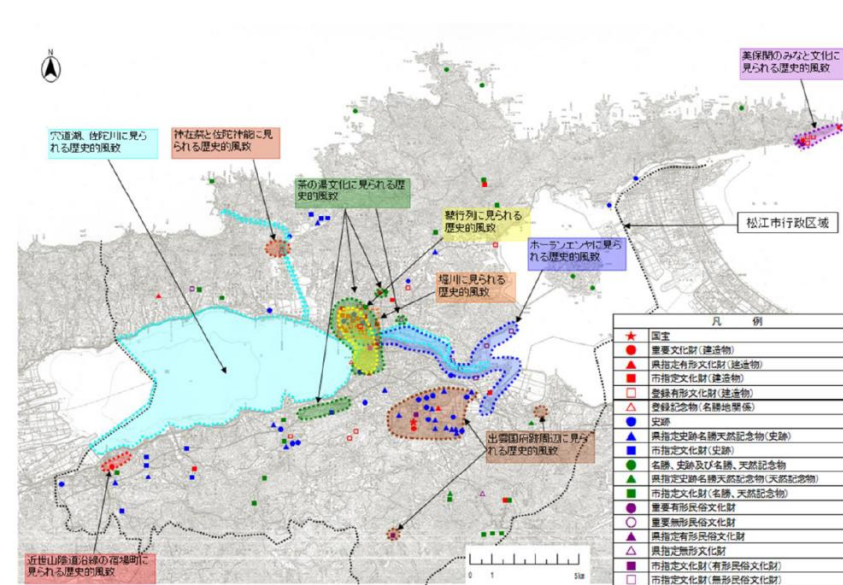 N
美保関のみなと文化に
見られる歴史的風致
宍道湖、佐陀川に見ら
れる歴史的風致
神在祭と佐陀神能に見
られる歴史的風致
茶の湯文化に見られる歴
史的風致
鼕行列に見られる
歴史的風致
松江市行政区域
ホーランエンヤに見ら
れる歴史的風致
堀川に見られる
歴史的風致
出雲国府跡周辺に見ら
れる歴史的風致
近世山陰道沿線の宿場町に
見られる歴史的風致
凡 例
国宝
重要文化財(建造物)
県指定有形文化財(建造物)
市指定文化財(建造物)
登録有形文化財(建造物)
登録記念物(名勝地関係)
史跡
県指定史跡名勝天然記念物(史跡)
市指定文化財(史跡)
名勝、史跡及び名勝、天然記念物
県指定史跡名勝天然記念物(天然記念物)
市指定文化財(名勝、天然記念物)
重要有形民俗文化財
重要無形民俗文化財
県指定有形民俗文化財
県指定無形文化財
市指定文化財(有形民俗文化財)
市指定文化財(無形民俗文化財)
0 1 5km